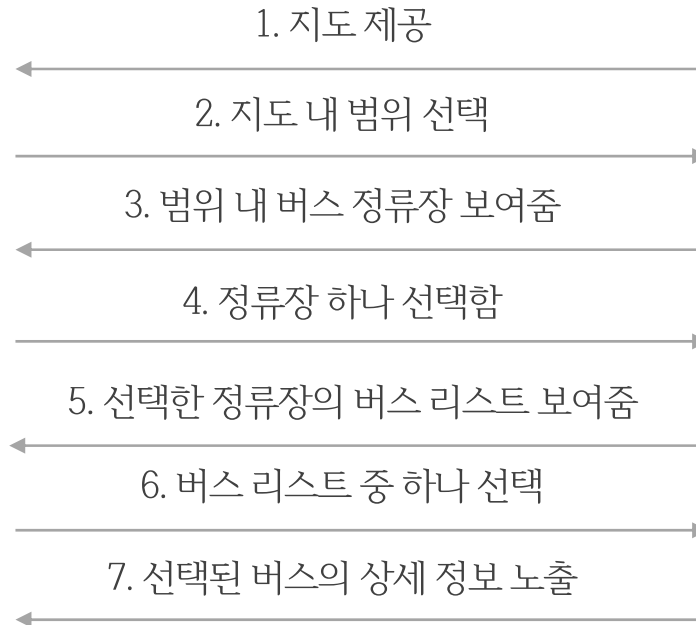 1. 지도 제공
2. 지도 내 범위 선택
3. 범위 내 버스 정류장 보여줌
4. 정류장 하나 선택함
5. 선택한 정류장의 버스 리스트 보여줌
6. 버스 리스트 중 하나 선택
7. 선택된 버스의 상세 정보 노출